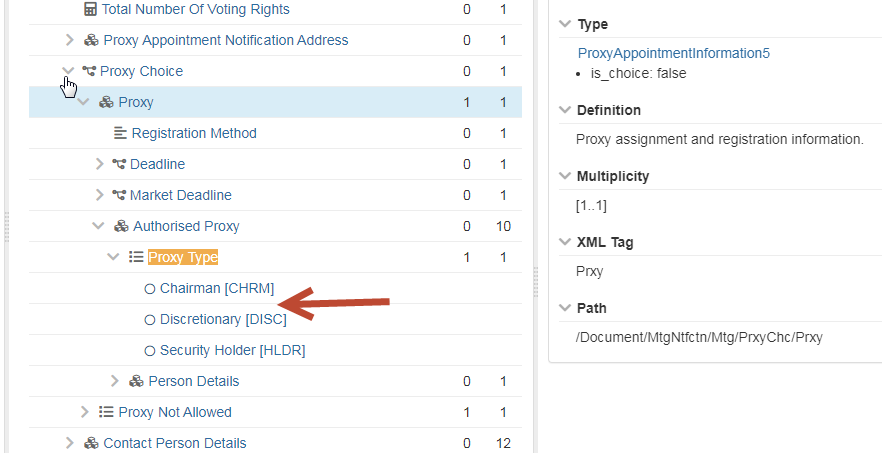 Total Number Of Voting Rights 0 1
Proxy Appointment Notification Address 0 1
Proxy Choice 0 1
Proxy 1 1
Registration Method 0 1
Deadline 0 1
Market Deadline 0 1
Authorised Proxy 0 10
Proxy Type 1 1
Chairman [CHRM]
Discretionary [DISC]
Security Holder [HLDR]
Person Details 0 1
Proxy Not Allowed 1 1
Contact Person Details 0 12
Type
ProxyAppointmentInformation5
• is_choice: false
Definition
Proxy assignment and registration information.
Multiplicity
[1..1]
XML Tag
Prxy
Path
/Document/MtgNtfctn/Mtg/PrxyChc/Prxy